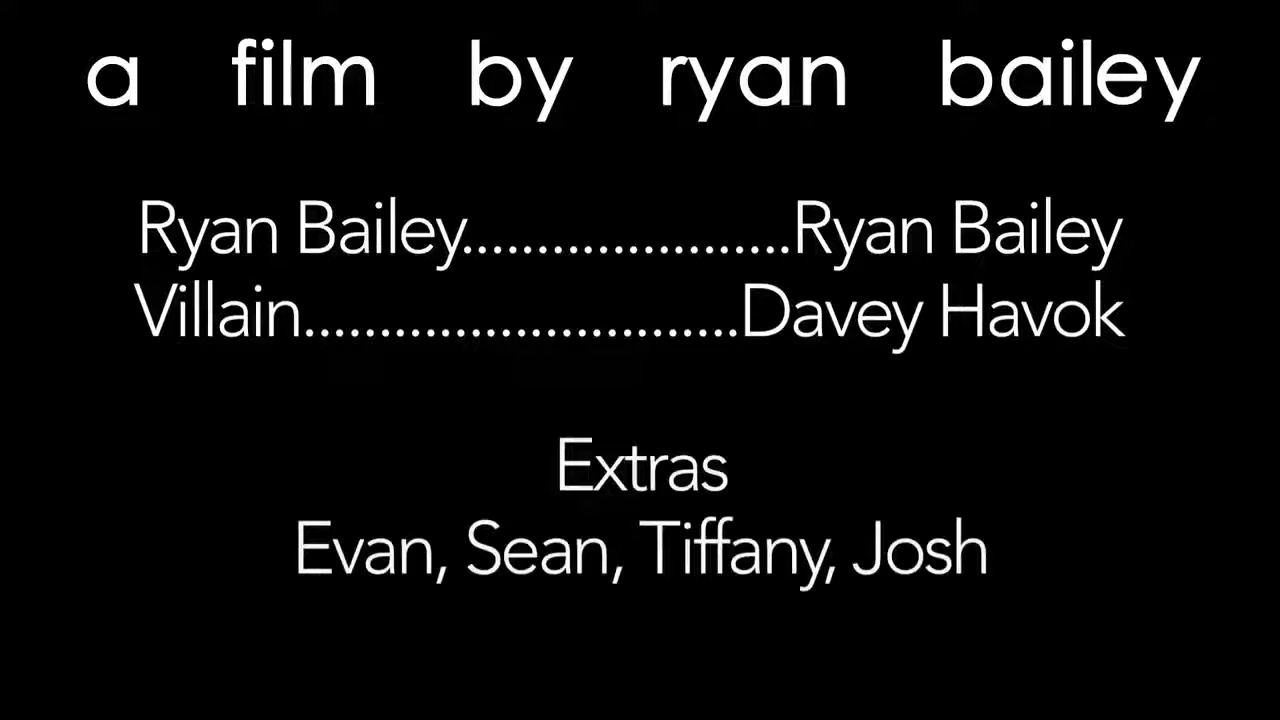 a film by ryan bailey
Ryan Bailey......................Ryan Bailey
Villain.............................Davey Havok
Extras
Evan, Sean, Tiffany, Josh